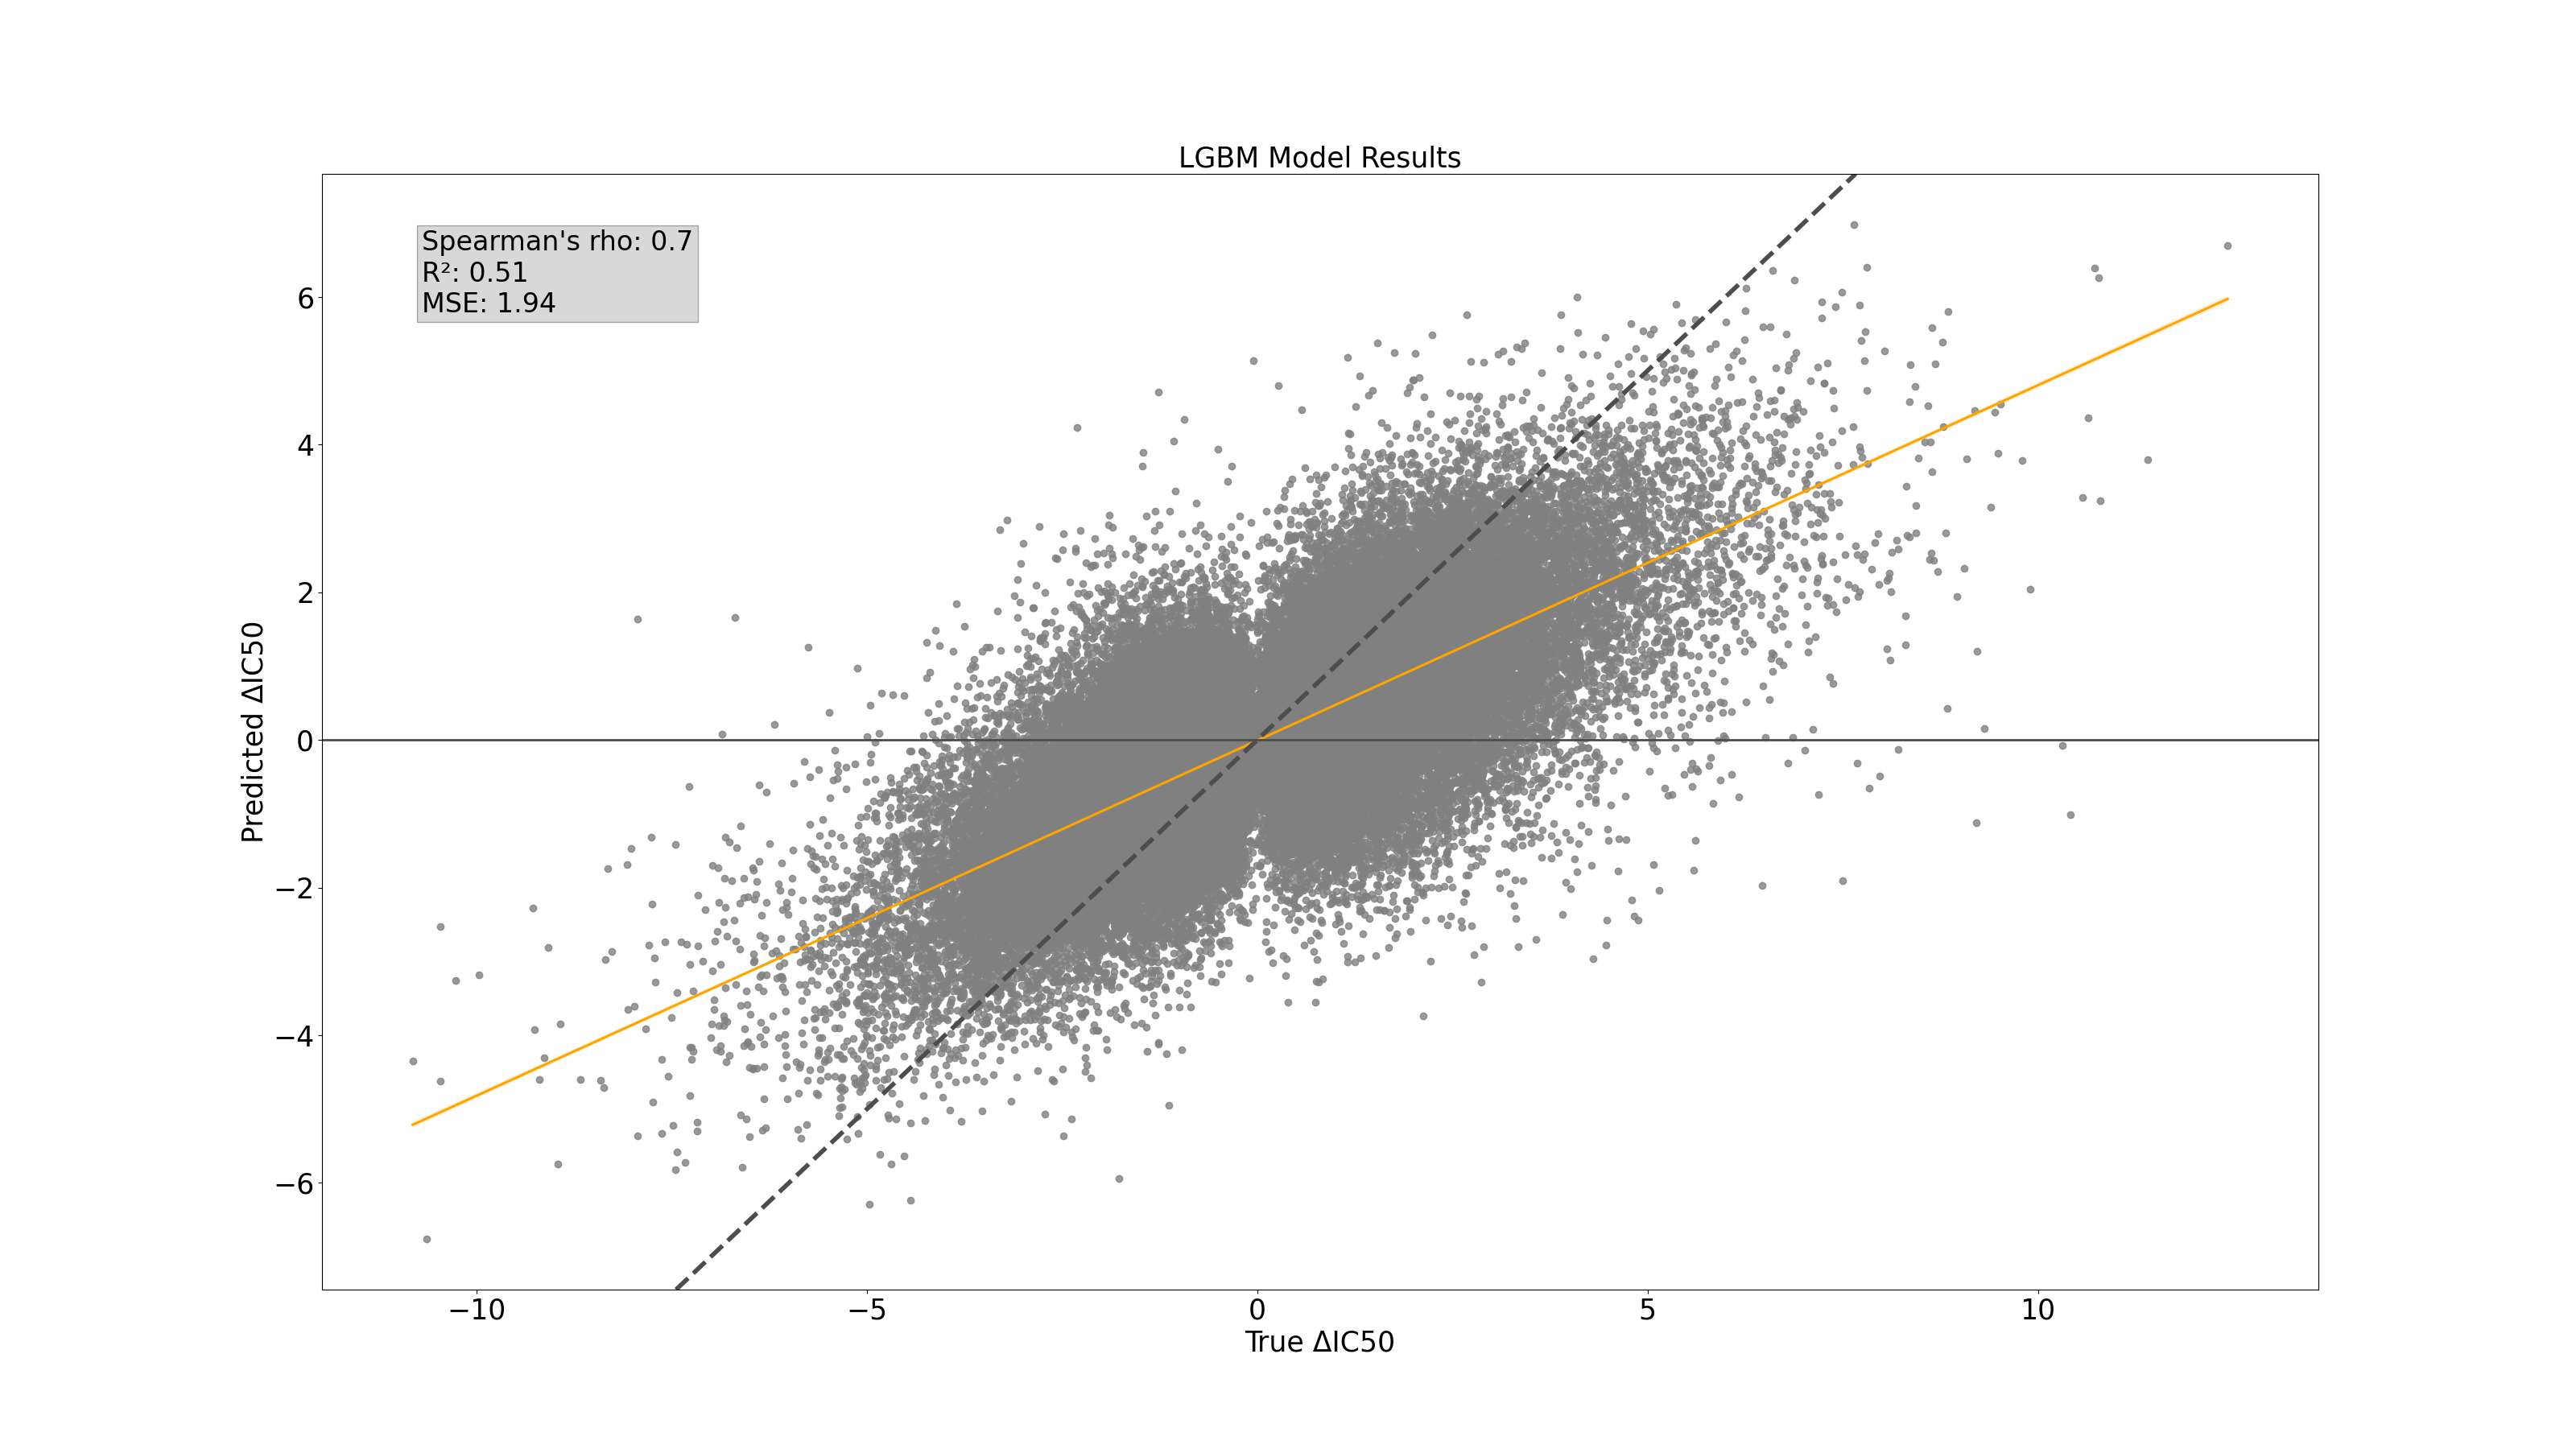 LGBM Model Results
Spearman's rho: 0.7
R²: 0.51
MSE: 1.94
6
4
2
0
−2
−4
−6
Predicted ΔIC50
−10
−5
0
5
10
True ΔIC50